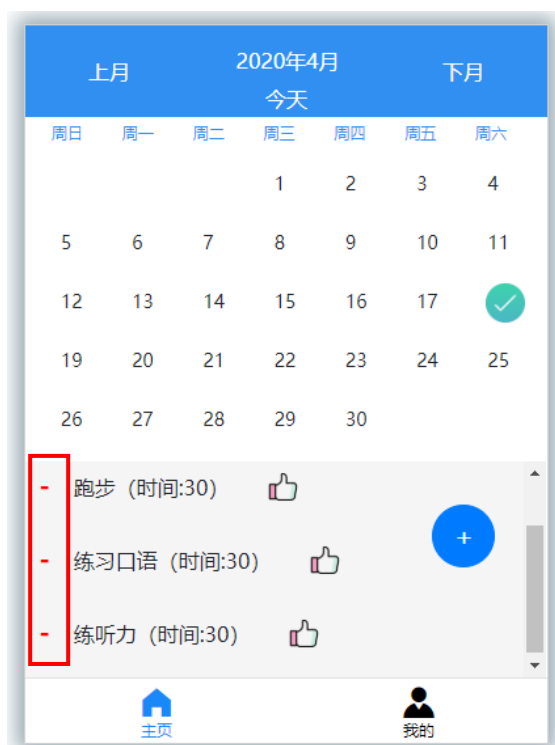 上月 2020年4月 下月
今天
周日 周一 周二 周三 周四 周五 周六
1 2 3 4
5 6 7 8 9 10 11
12 13 14 15 16 17
19 20 21 22 23 24 25
26 27 28 29 30
- 跑步（时间:30）
+
- 练习口语（时间:30）
- 练听力（时间:30）
主页 我的